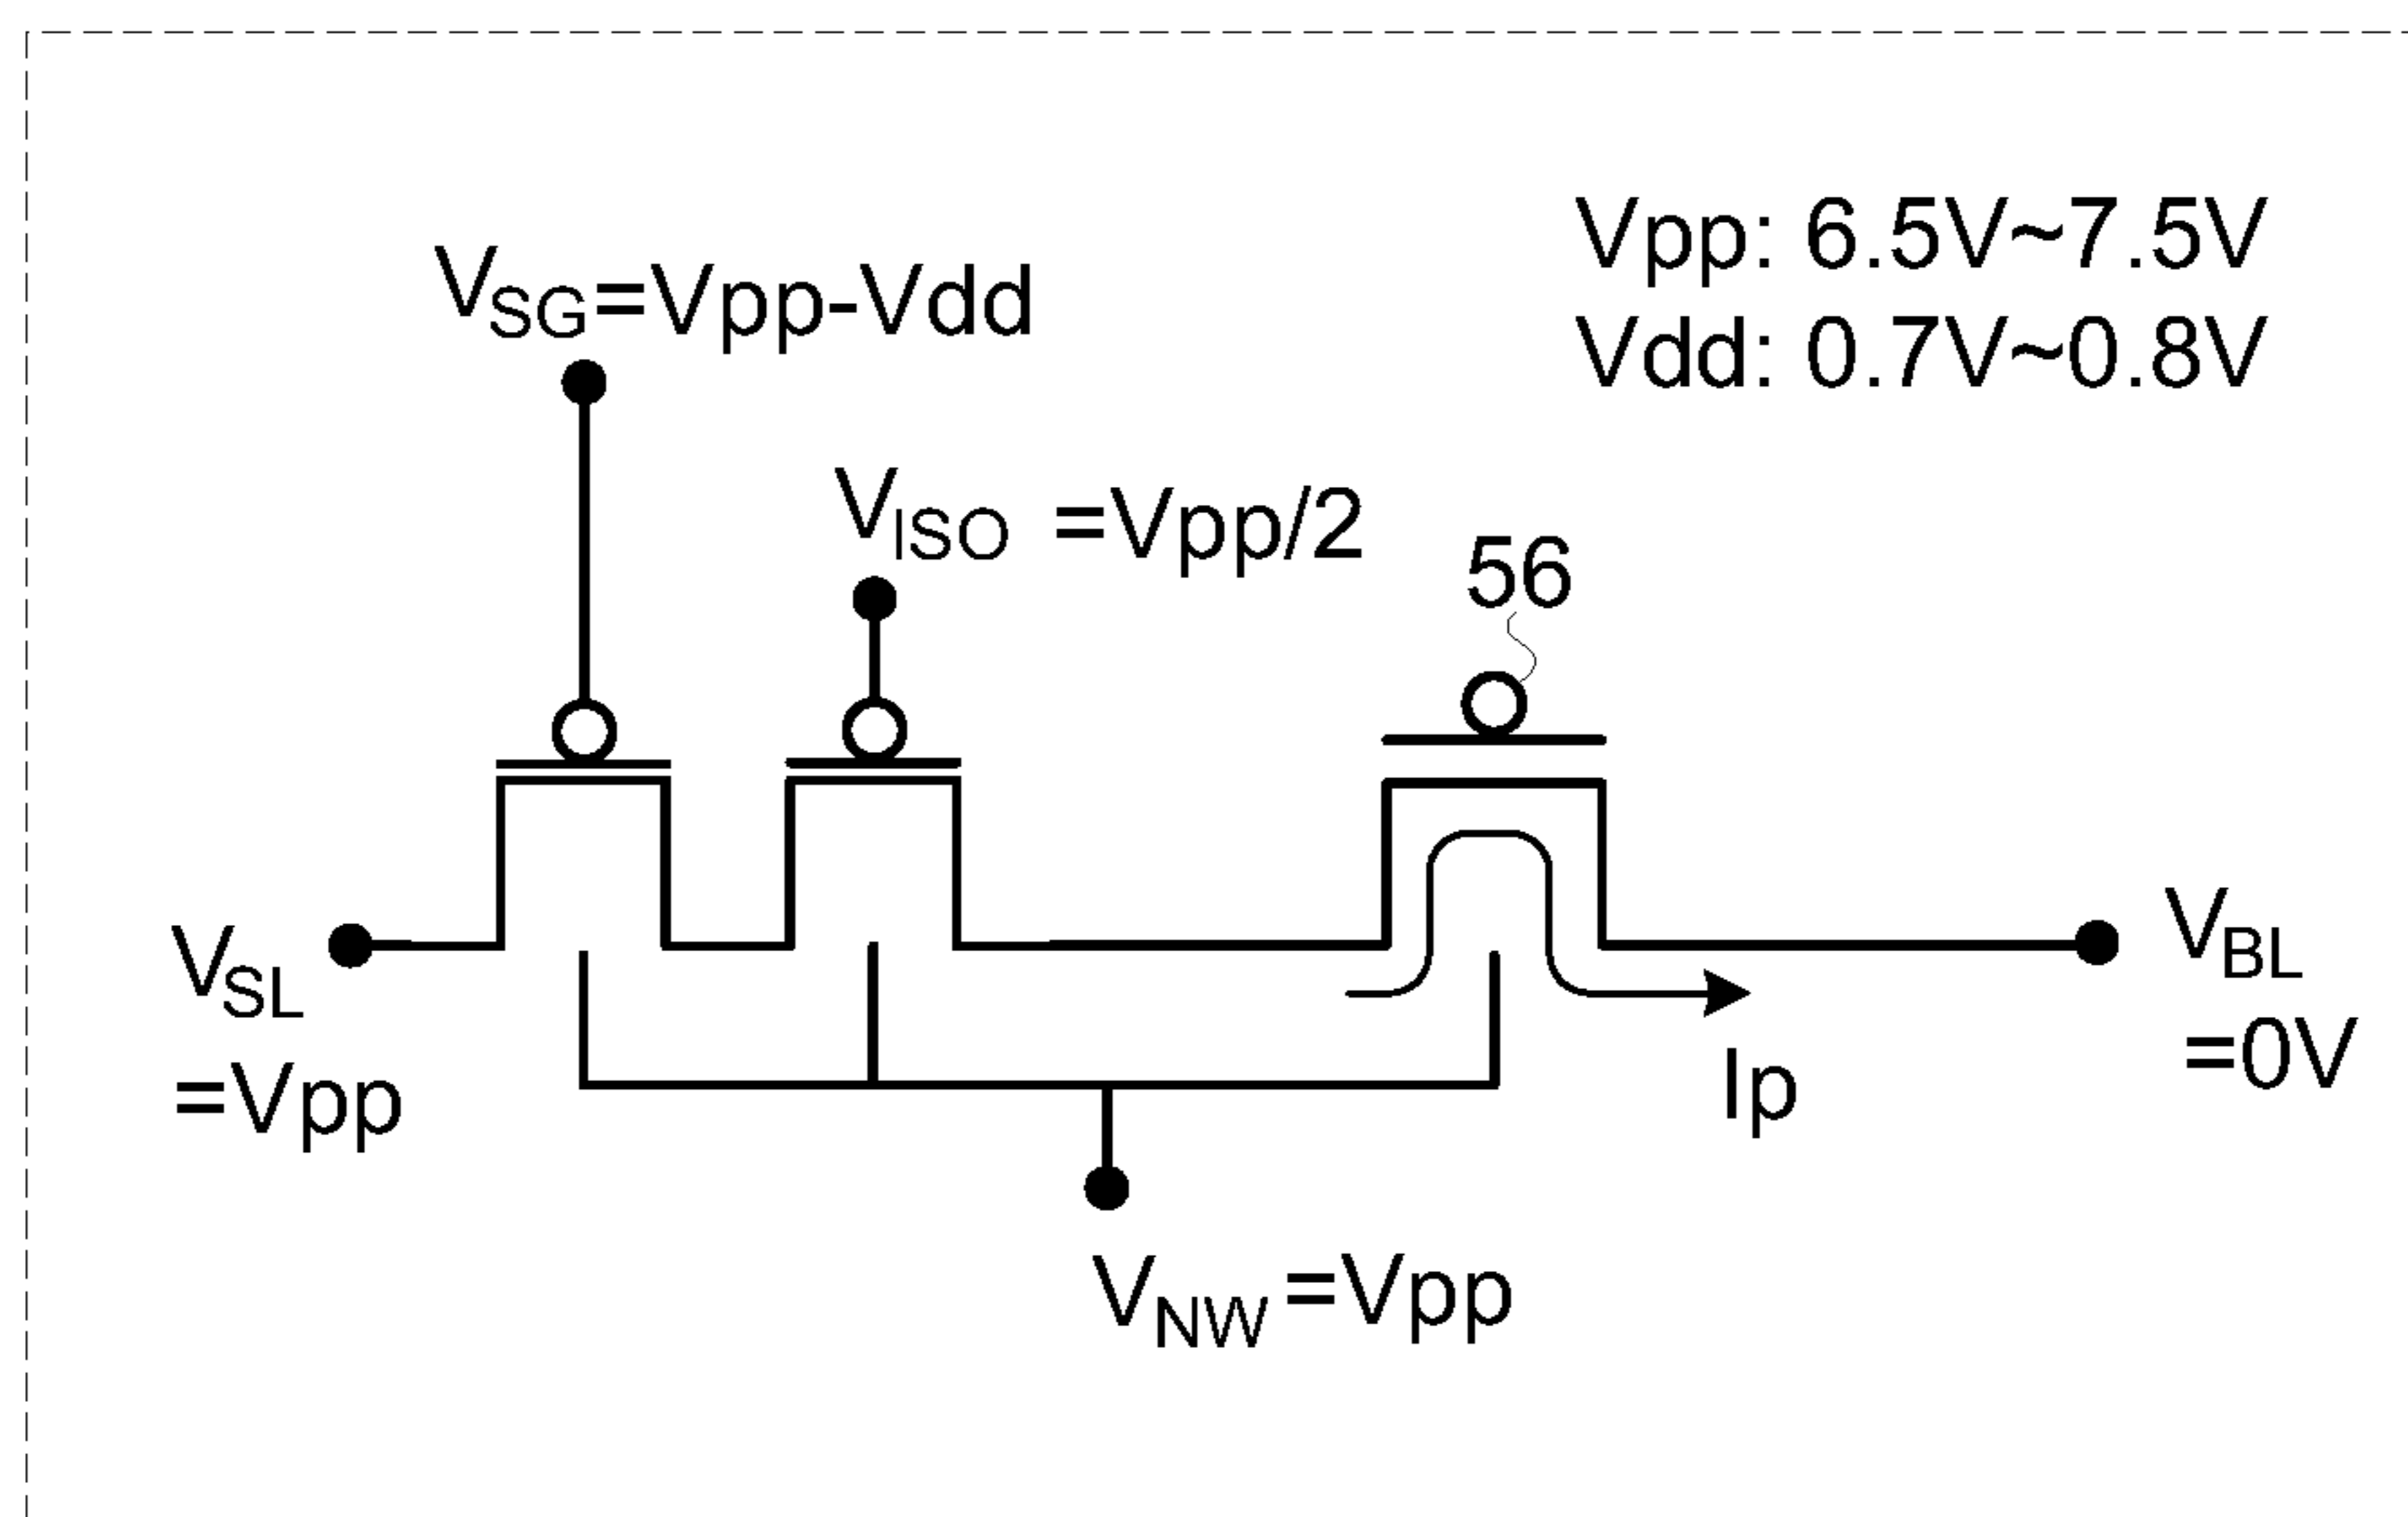 Vpp: 6.5V~7.5V
Vdd: 0.7V~0.8V
VSG=Vpp-Vdd
VISO =Vpp/2
56
VSL
=Vpp
VBL
=0V
Ip
VNW=Vpp